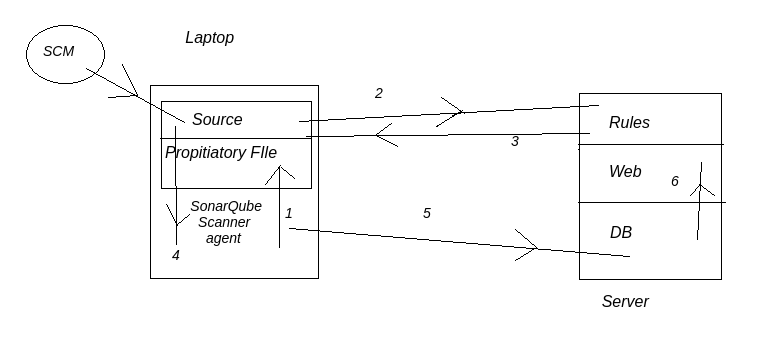 SCM
Laptop
2
Source
Rules
3
Propitiatory FIle
Web
6
SonarQube
Scanner
agent
1
5
DB
4
Server